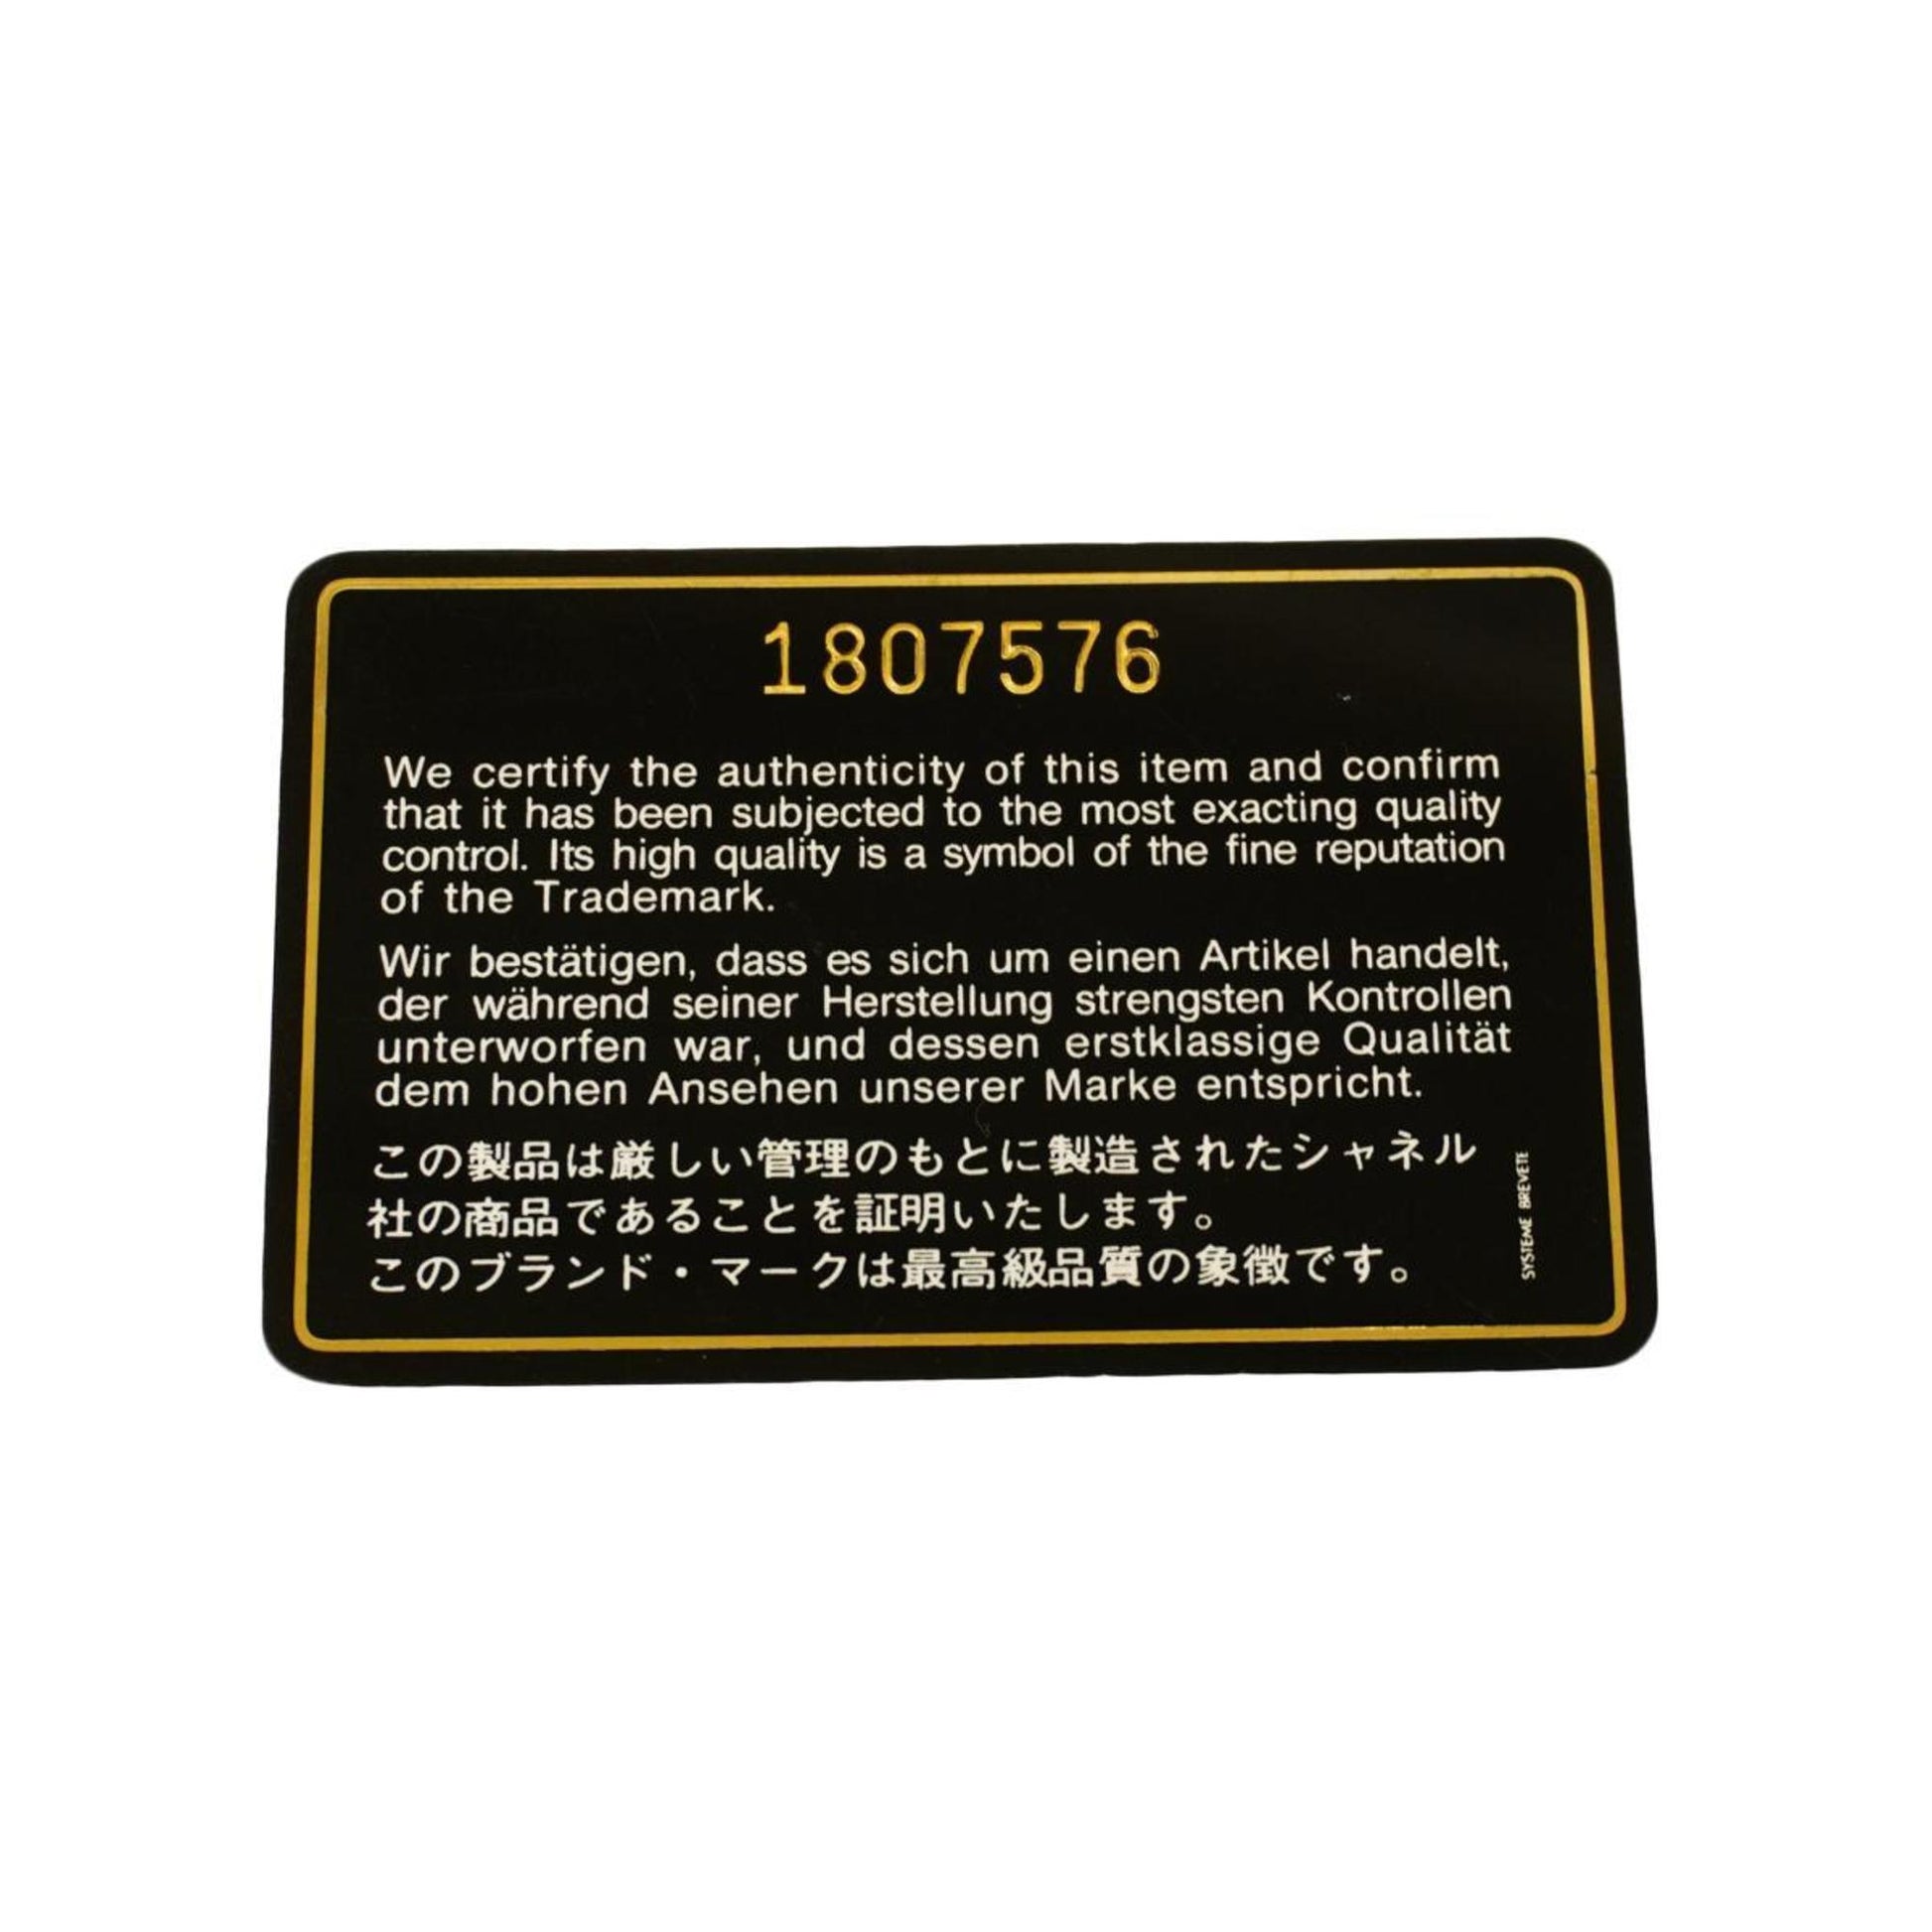 1807576
We certify the authenticity of this item and confirm
that it has been subjected to the most exacting quality
control. Its high quality is a symbol of the fine reputation
of the Trademark.
Wir bestätigen, dass es sich um einen Artikel handelt,
der während seiner Herstellung strengsten Kontrollen
unterworfen war, und dessen erstklassige Qualität
dem hohen Ansehen unserer Marke entspricht.
この製品は厳しい管理のもとに製造されたシャネル
社の商品であることを証明いたします。
このブランド・マークは最高級品質の象徴です。
SYSTEME BREVETE